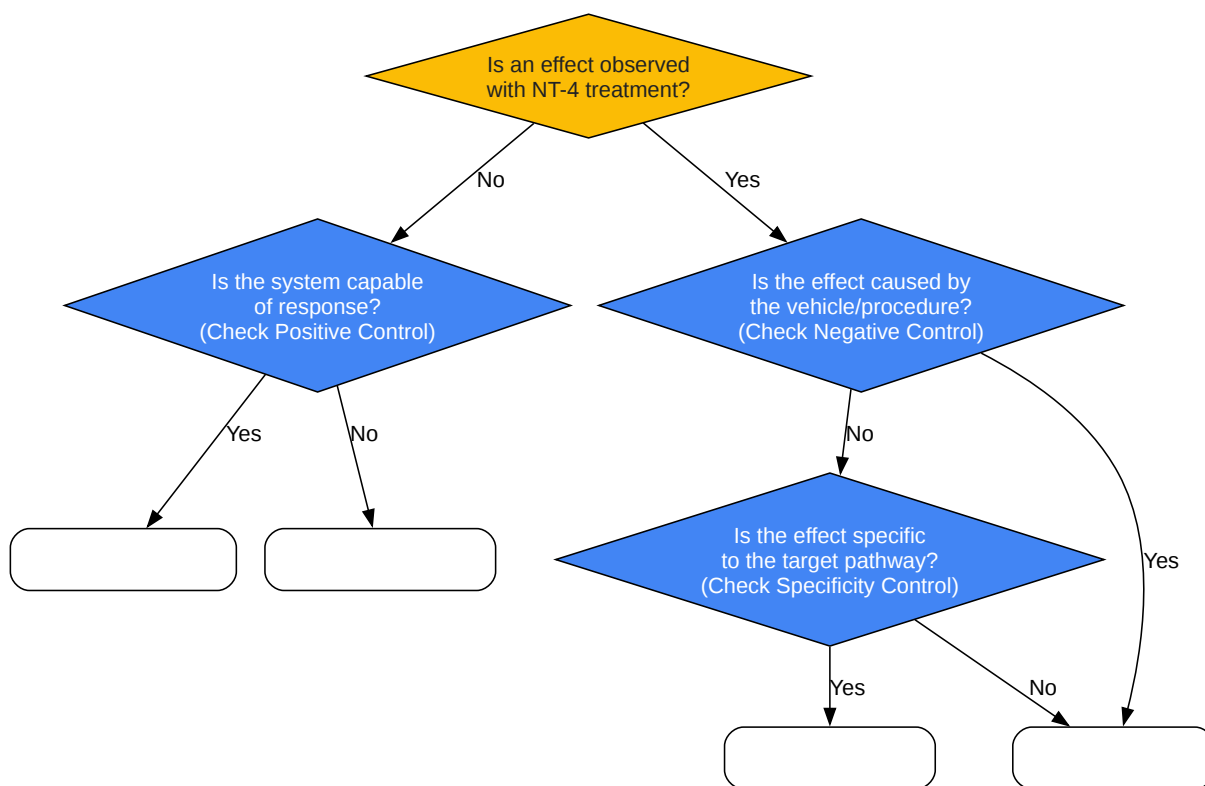 Is an effect observed
with NT-4 treatment?
No
Yes
Is the system capable
of response?
(Check Positive Control)
Is the effect caused by
the vehicle/procedure?
(Check Negative Control)
Yes
No
No
Is the effect specific
to the target pathway?
(Check Specificity Control)
Yes
Yes
No